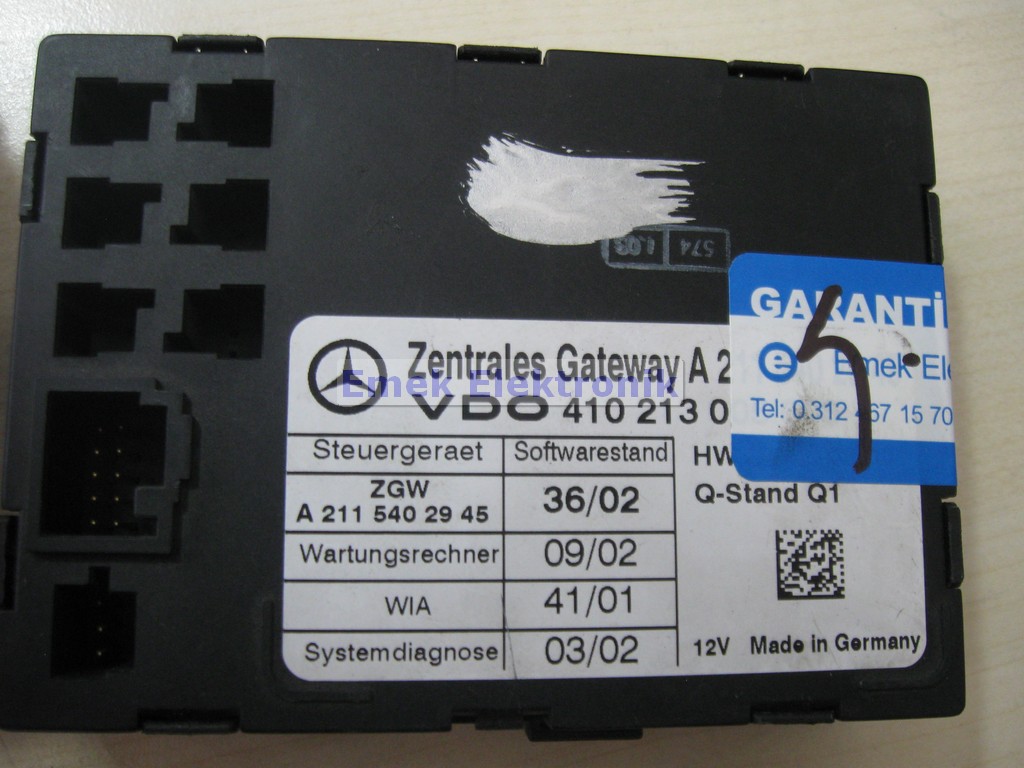 574
GARANTİ
e Emek Ele
Tel: 0.312 467 15 70
Zentrales Gateway A 2
Emek Elektronik
VDO 410 213 0
Steuergeraet Softwarestand HW
ZGW
A 211 540 29 45 36/02 Q-Stand Q1
Wartungsrechner 09/02
WIA 41/01
Systemdiagnose 03/02 12V Made in Germany